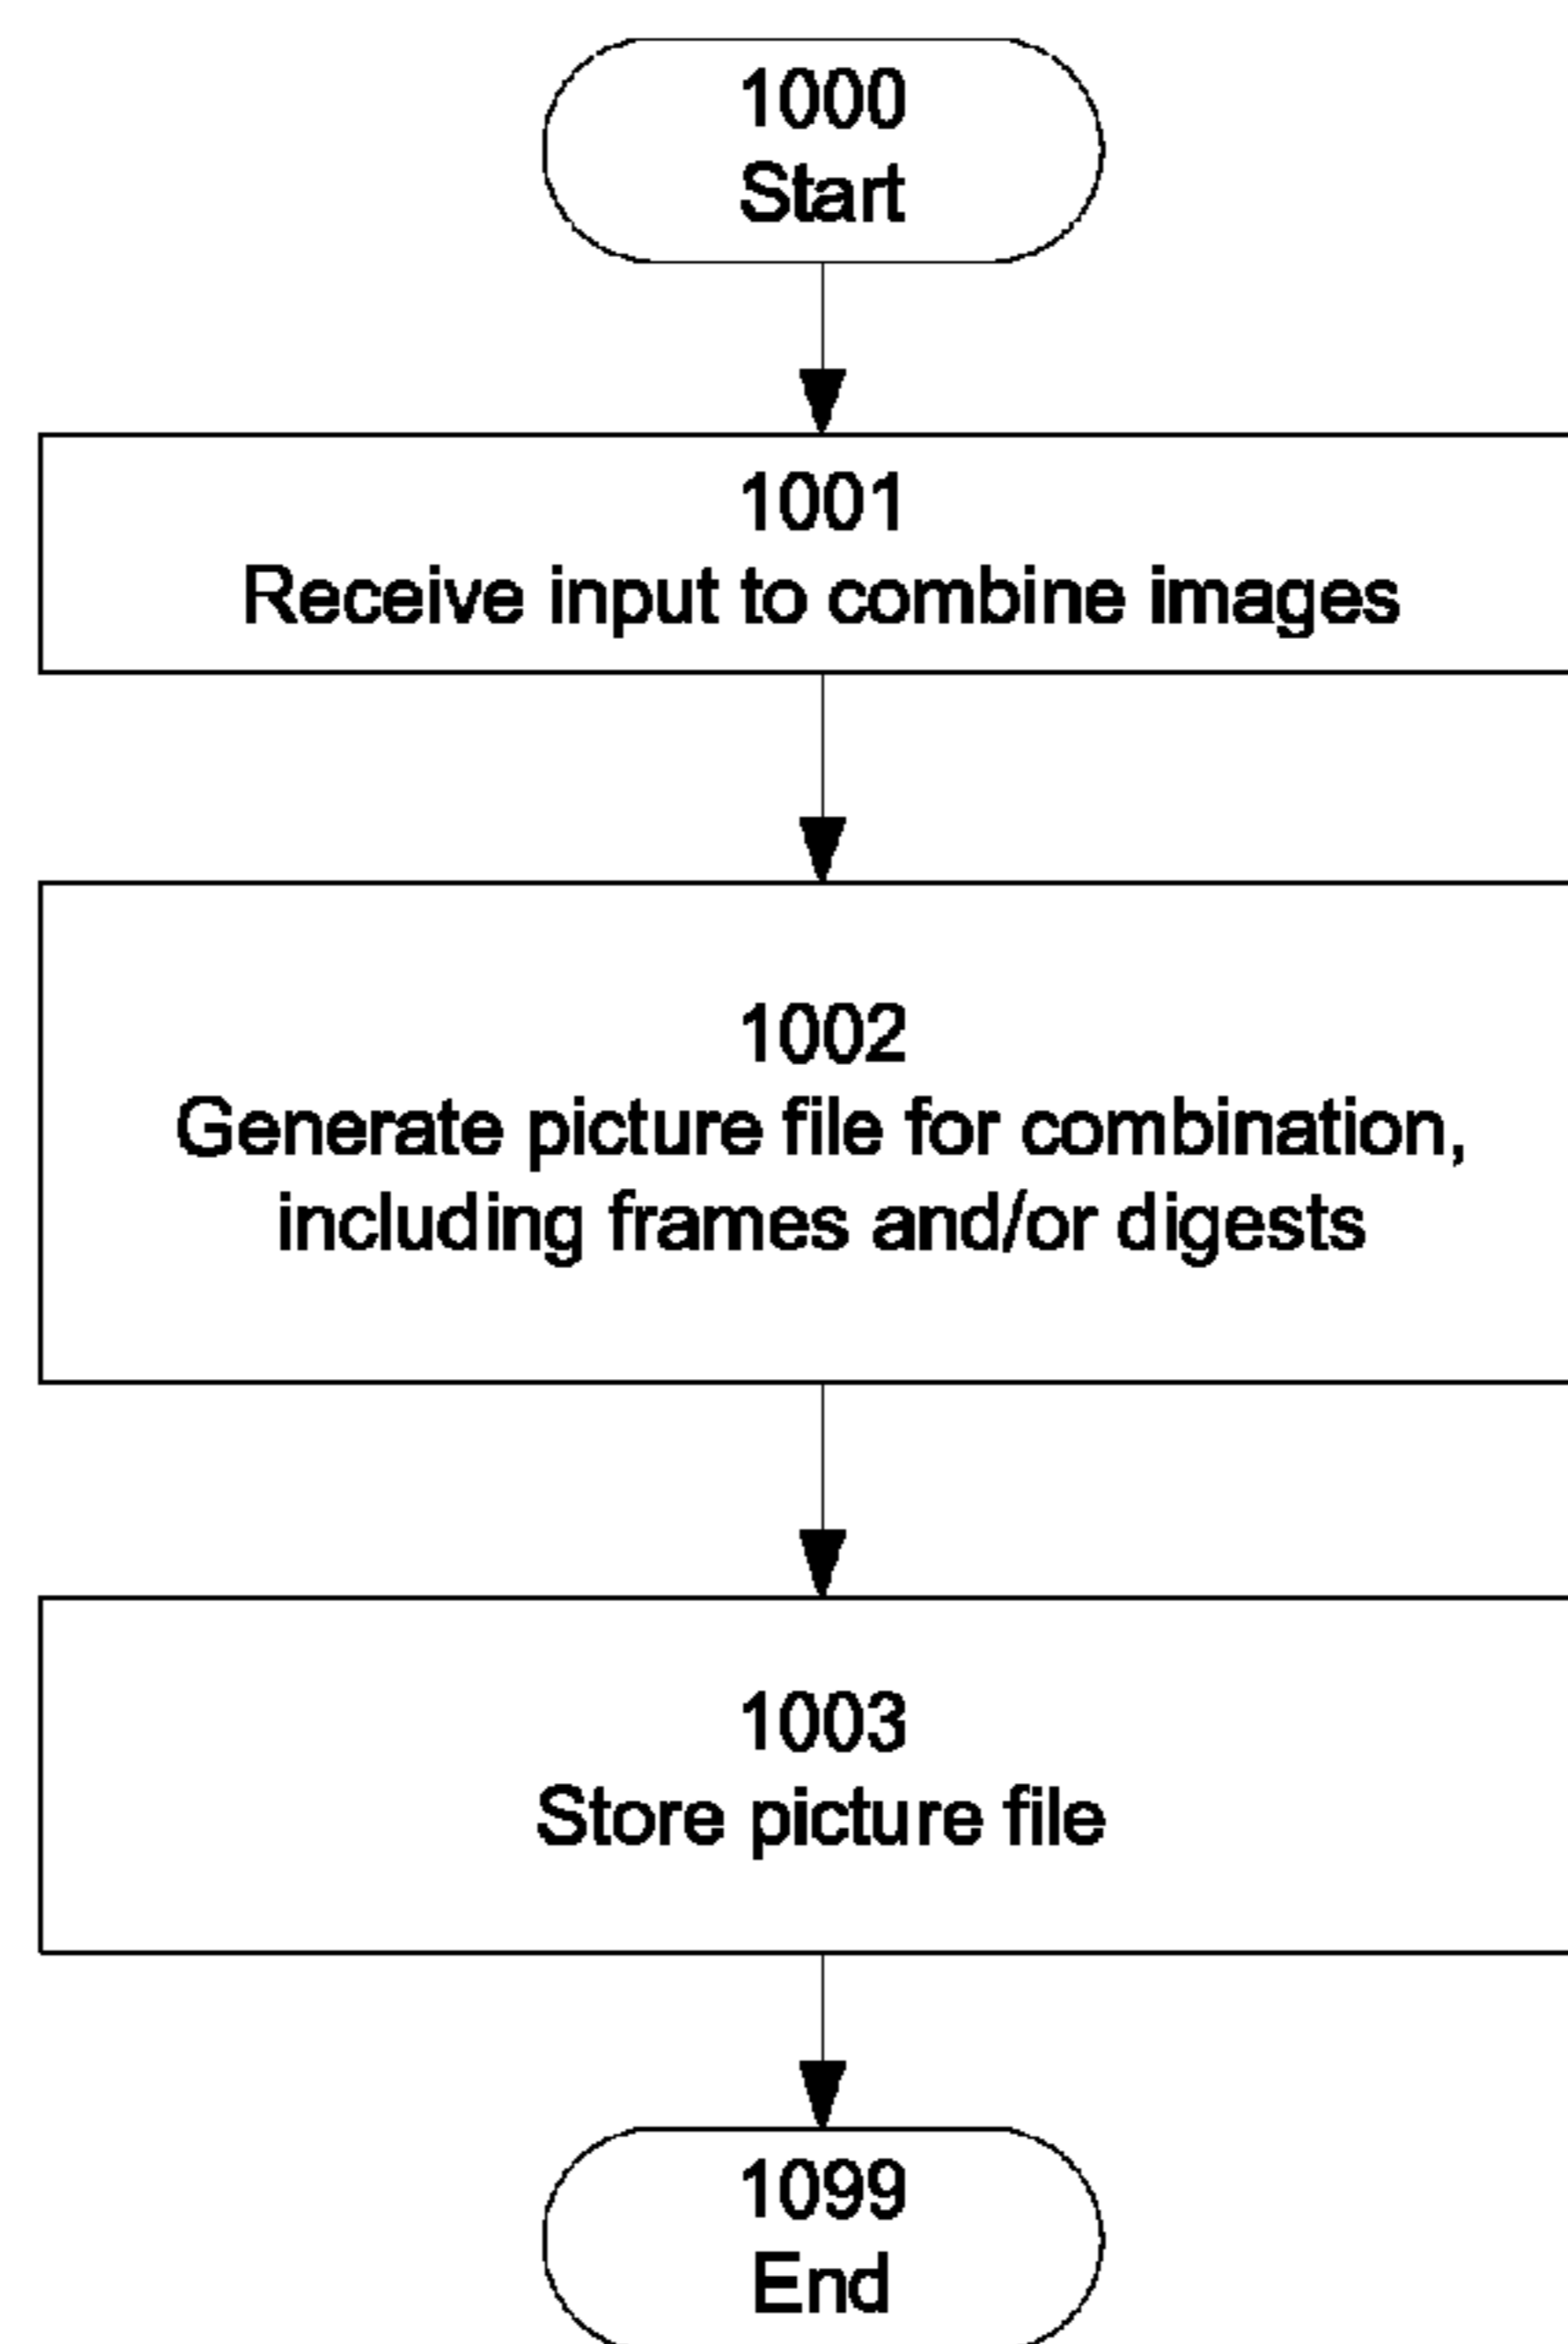 1000
Start
1001
Receive input to combine images
1002
Generate picture file for combination,
including frames and/or digests
1003
Store picture file
1099
End